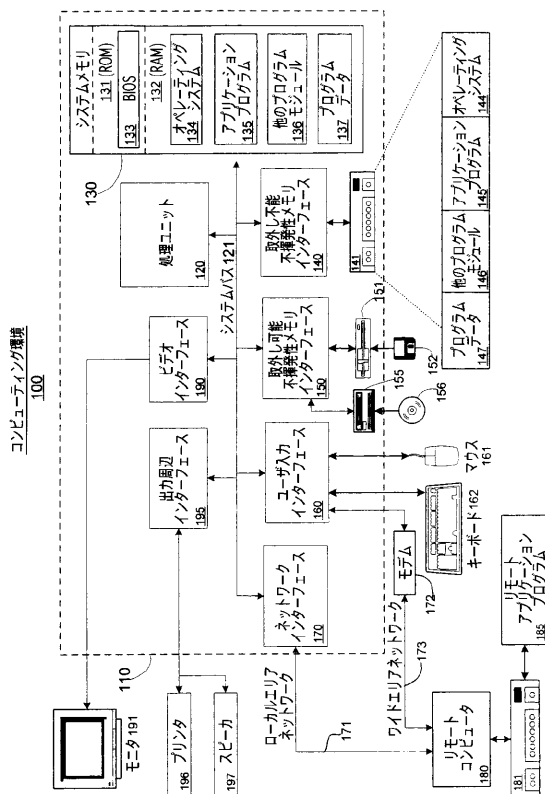 コンピューティング環境
100
システムメモリ
131 (ROM)
BIOS
133
132 (RAM)
オペレーティング
システム
134
アプリケーション
プログラム
135
他のプログラム
モジュール
136
プログラム
データ
137
130
処理ユニット
120
システムバス 121
ビデオ
インターフェース
190
出力周辺
インターフェース
195
取外し不能
不揮発性メモリ
インターフェース
140
取外し可能
不揮発性メモリ
インターフェース
150
ユーザ入力
インターフェース
160
ネットワーク
インターフェース
170
110
モニタ 191
プリンタ
196
スピーカ
197
141
151
152
155
156
オペレーティング
システム
144
アプリケーション
プログラム
145
他のプログラム
モジュール
146
プログラム
データ
147
マウス
161
キーボード 162
モデム
172
ローカルエリア
ネットワーク
171
ワイドエリアネットワーク
173
リモート
コンピュータ
180
181
リモート
アプリケーション
プログラム
185